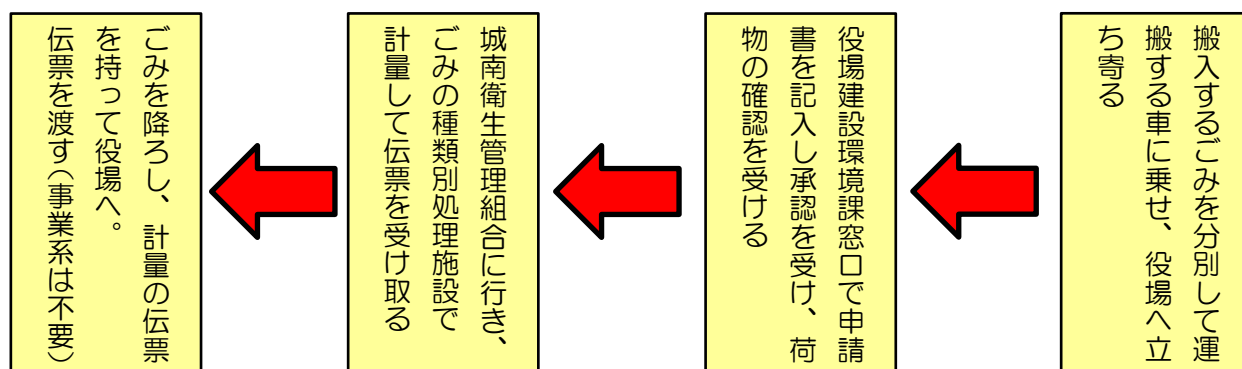 搬入するごみを分別して運
搬する車に乗せ、役場へ立
ち寄る
役場建設環境課窓口で申請
書を記入し承認を受け、荷
物の確認を受ける
城南衛生管理組合に行き、
ごみの種類別処理施設で
計量して伝票を受け取る
ごみを降ろし、計量の伝票
を持って役場へ。
伝票を渡す（事業系は不要）